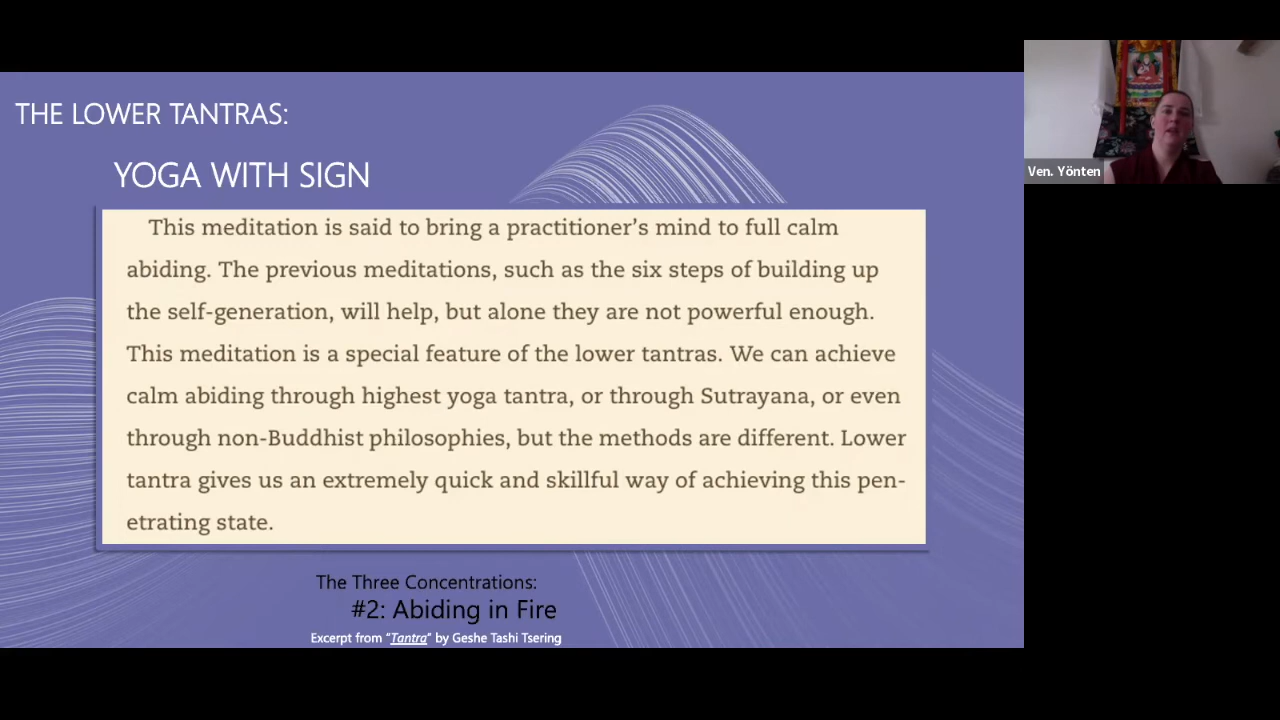 THE LOWER TANTRAS:
YOGA WITH SIGN
This meditation is said to bring a practitioner's mind to full calm
abiding. The previous meditations, such as the six steps of building up
the self-generation, will help, but alone they are not powerful enough.
This meditation is a special feature of the lower tantras. We can achieve
calm abiding through highest yoga tantra, or through Sutrayana, or even
through non-Buddhist philosophies, but the methods are different. Lower
tantra gives us an extremely quick and skillful way of achieving this pen-
etrating state.
The Three Concentrations:
#2: Abiding in Fire
Excerpt from "Tantra" by Geshe Tashi Tsering
Ven. Yönten